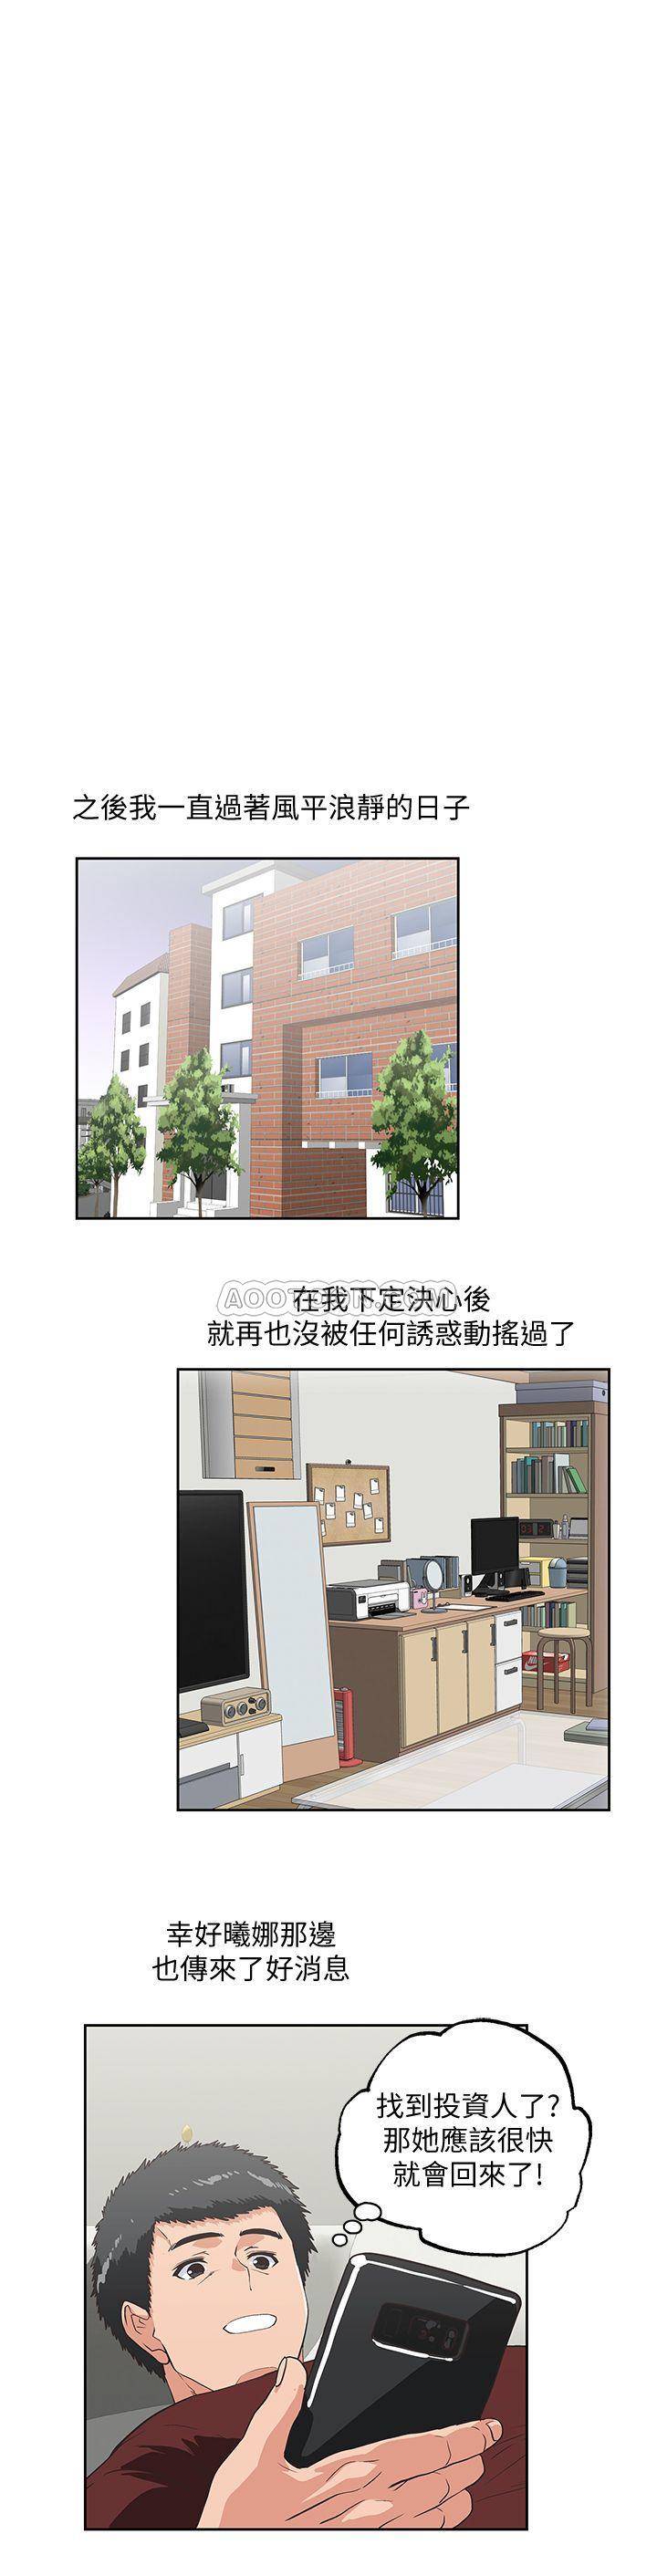 之後我一直過著風平浪靜的日子
AOOTOON.COM
在我下定決心後
就再也沒被任何誘惑動搖過了
幸好曦娜那邊
也傳來了好消息
找到投資人了?
那她應該很快
就會回來了!